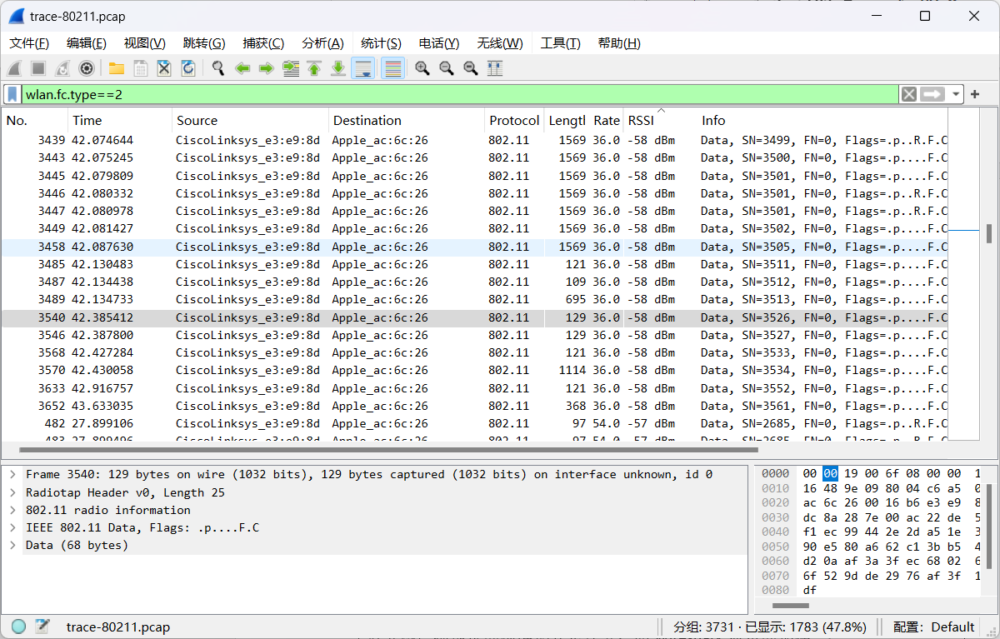 trace-80211.pcap
文件(F) 编辑(E) 视图(V) 跳转(G) 捕获(C) 分析(A) 统计(S) 电话(Y) 无线(W) 工具(T) 帮助(H)
wlan.fc.type==2
No. Time Source Destination Protocol Lengtl Rate RSSI Info
3439 42.074644 CiscoLinksys_e3:e9:8d Apple_ac:6c:26 802.11 1569 36.0 -58 dBm Data, SN=3499, FN=0, Flags=.p..R.F.C
3443 42.075245 CiscoLinksys_e3:e9:8d Apple_ac:6c:26 802.11 1569 36.0 -58 dBm Data, SN=3500, FN=0, Flags=.p....F.C
3445 42.079809 CiscoLinksys_e3:e9:8d Apple_ac:6c:26 802.11 1569 36.0 -58 dBm Data, SN=3501, FN=0, Flags=.p....F.C
3446 42.080332 CiscoLinksys_e3:e9:8d Apple_ac:6c:26 802.11 1569 36.0 -58 dBm Data, SN=3501, FN=0, Flags=.p..R.F.C
3447 42.080978 CiscoLinksys_e3:e9:8d Apple_ac:6c:26 802.11 1569 36.0 -58 dBm Data, SN=3501, FN=0, Flags=.p..R.F.C
3449 42.081427 CiscoLinksys_e3:e9:8d Apple_ac:6c:26 802.11 1569 36.0 -58 dBm Data, SN=3502, FN=0, Flags=.p....F.C
3458 42.087630 CiscoLinksys_e3:e9:8d Apple_ac:6c:26 802.11 1569 36.0 -58 dBm Data, SN=3505, FN=0, Flags=.p....F.C
3485 42.130483 CiscoLinksys_e3:e9:8d Apple_ac:6c:26 802.11 121 36.0 -58 dBm Data, SN=3511, FN=0, Flags=.p....F.C
3487 42.134438 CiscoLinksys_e3:e9:8d Apple_ac:6c:26 802.11 109 36.0 -58 dBm Data, SN=3512, FN=0, Flags=.p....F.C
3489 42.134733 CiscoLinksys_e3:e9:8d Apple_ac:6c:26 802.11 695 36.0 -58 dBm Data, SN=3513, FN=0, Flags=.p....F.C
3540 42.385412 CiscoLinksys_e3:e9:8d Apple_ac:6c:26 802.11 129 36.0 -58 dBm Data, SN=3526, FN=0, Flags=.p....F.C
3546 42.387800 CiscoLinksys_e3:e9:8d Apple_ac:6c:26 802.11 129 36.0 -58 dBm Data, SN=3527, FN=0, Flags=.p....F.C
3568 42.427284 CiscoLinksys_e3:e9:8d Apple_ac:6c:26 802.11 121 36.0 -58 dBm Data, SN=3533, FN=0, Flags=.p....F.C
3570 42.430058 CiscoLinksys_e3:e9:8d Apple_ac:6c:26 802.11 1114 36.0 -58 dBm Data, SN=3534, FN=0, Flags=.p....F.C
3633 42.916757 CiscoLinksys_e3:e9:8d Apple_ac:6c:26 802.11 121 36.0 -58 dBm Data, SN=3552, FN=0, Flags=.p....F.C
3652 43.633035 CiscoLinksys_e3:e9:8d Apple_ac:6c:26 802.11 368 36.0 -58 dBm Data, SN=3561, FN=0, Flags=.p....F.C
482 27.899106 CiscoLinksys_e3:e9:8d Apple_ac:6c:26 802.11 97 54.0 -57 dBm Data, SN=2685, FN=0, Flags=.p....F.C
483 27.899496 CiscoLinksys_e3:e9:8d Apple_ac:6c:26 802.11 97 54.0 -57 dBm Data, SN=2685, FN=0, Flags=.p..R.F.C
Frame 3540: 129 bytes on wire (1032 bits), 129 bytes captured (1032 bits) on interface unknown, id 0
Radiotap Header v0, Length 25
802.11 radio information
IEEE 802.11 Data, Flags: .p....F.C
Data (68 bytes)
0000 00 00 19 00 6f 08 00 00 1
0010 16 48 9e 09 80 04 c6 a5 0
0020 ac 6c 26 00 16 b6 e3 e9 8
0030 dc 8a 28 7e 00 ac 22 de 5
0040 f1 ec 99 44 2e 2d a5 1e 3
0050 90 e5 80 a6 62 c1 3b b5 4
0060 d2 0a af 3a 3f ec 68 02 6
0070 6f 52 9d de 29 76 af 3f 1
0080 df
trace-80211.pcap
分组: 3731 · 已显示: 1783 (47.8%)
配置: Default